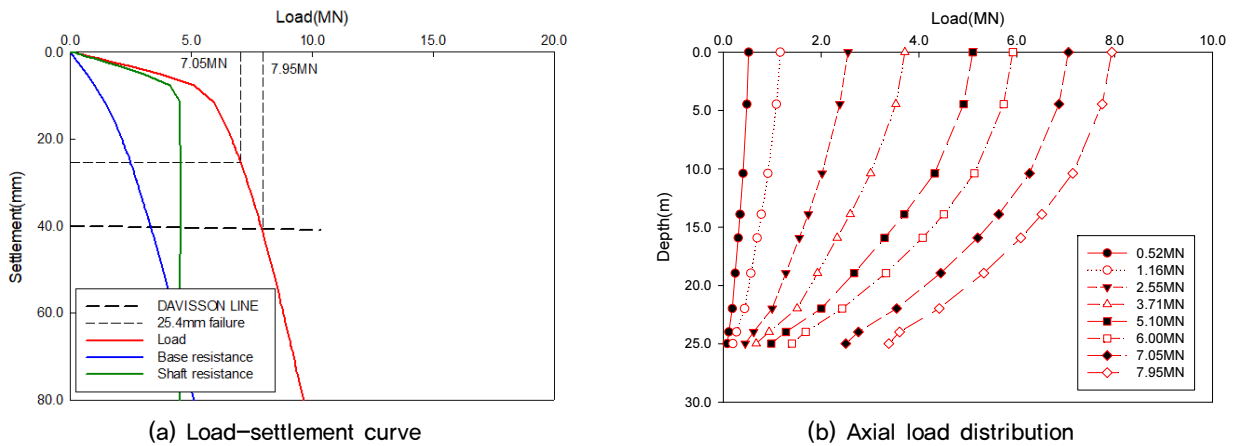 Load(MN)
0.0 5.0 10.0 15.0 20.0
7.05MN
7.95MN
0.0
20.0
40.0
60.0
80.0
Settlement(mm)
DAVISSON LINE
25.4mm failure
Load
Base resistance
Shaft resistance
(a) Load-settlement curve
Load(MN)
0.0 2.0 4.0 6.0 8.0 10.0
0.0
5.0
10.0
15.0
20.0
25.0
30.0
Depth(m)
0.52MN
1.16MN
2.55MN
3.71MN
5.10MN
6.00MN
7.05MN
7.95MN
(b) Axial load distribution